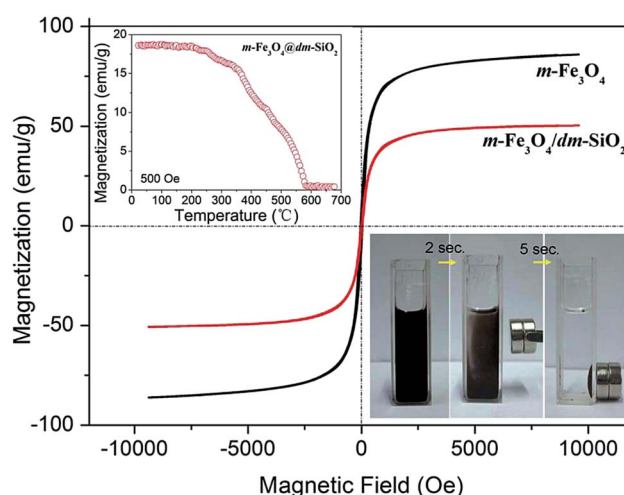 100
50
0
-50
-100
Magnetization (emu/g)
-10000 -5000 0 5000 10000
Magnetic Field (Oe)
m-Fe₃O₄
m-Fe₃O₄/dm-SiO₂
20
15
10
5
0
Magnetization (emu/g)
m-Fe₃O₄@dm-SiO₂
500 Oe
0 100 200 300 400 500 600 700
Temperature (℃)
2 sec. 5 sec.